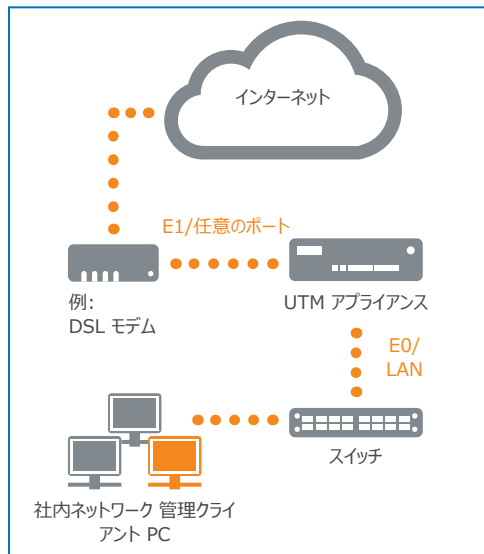 インターネット
E1/任意のポート
例:
DSL モデム
UTM アプライアンス
E0/
LAN
スイッチ
社内ネットワーク 管理クライ
アント PC